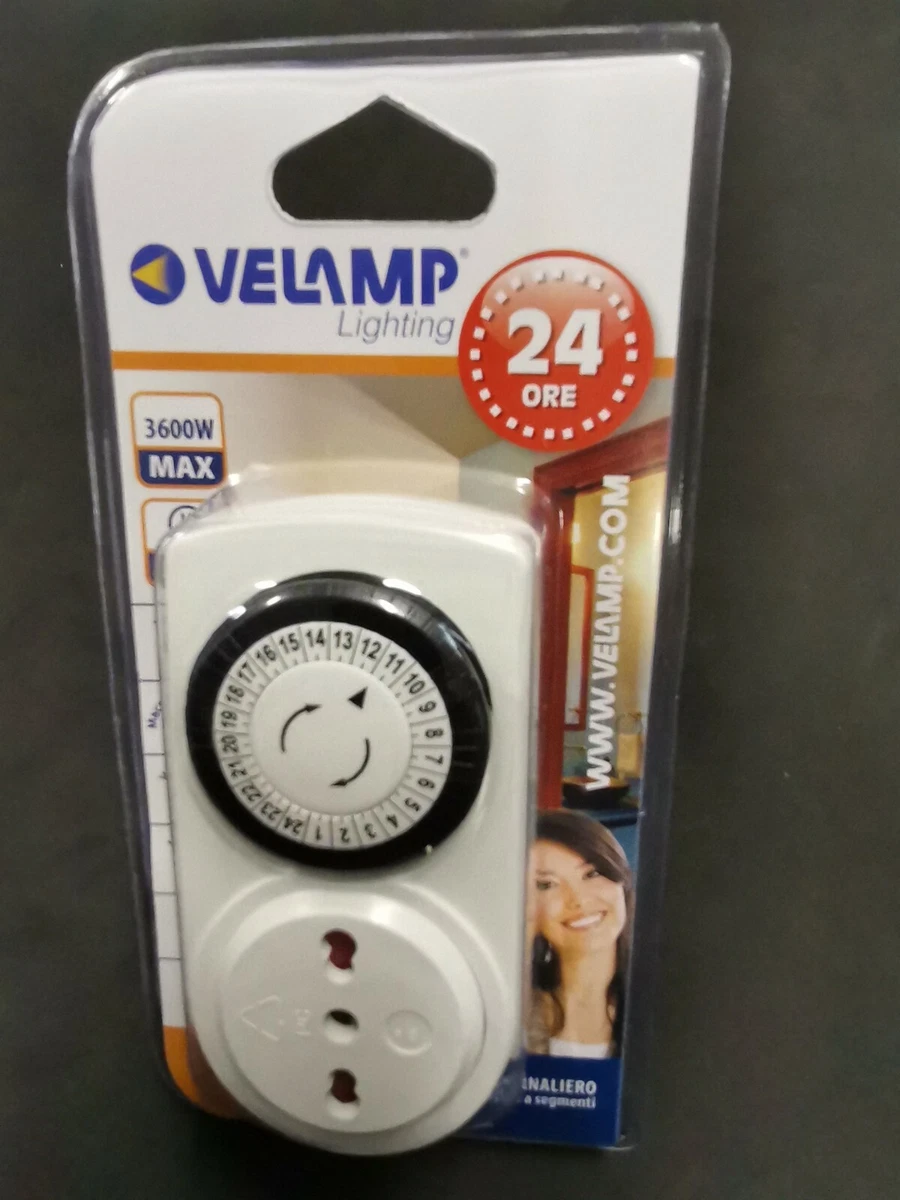 VELAMP®
Lighting
24
ORE
3600W
MAX
WWW.VELAMP.COM
15 14 13 12 11 10 9 8 7 6 5 4 3 2 1 24 23 22 21 20 19 18 17 16
a segmenti